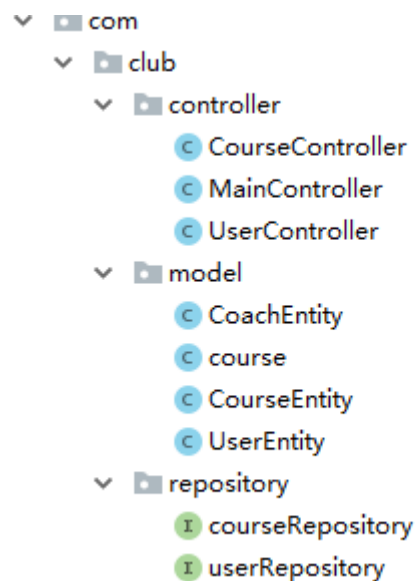 com
club
controller
C CourseController
C MainController
C UserController
model
C CoachEntity
C course
C CourseEntity
C UserEntity
repository
I courseRepository
I userRepository